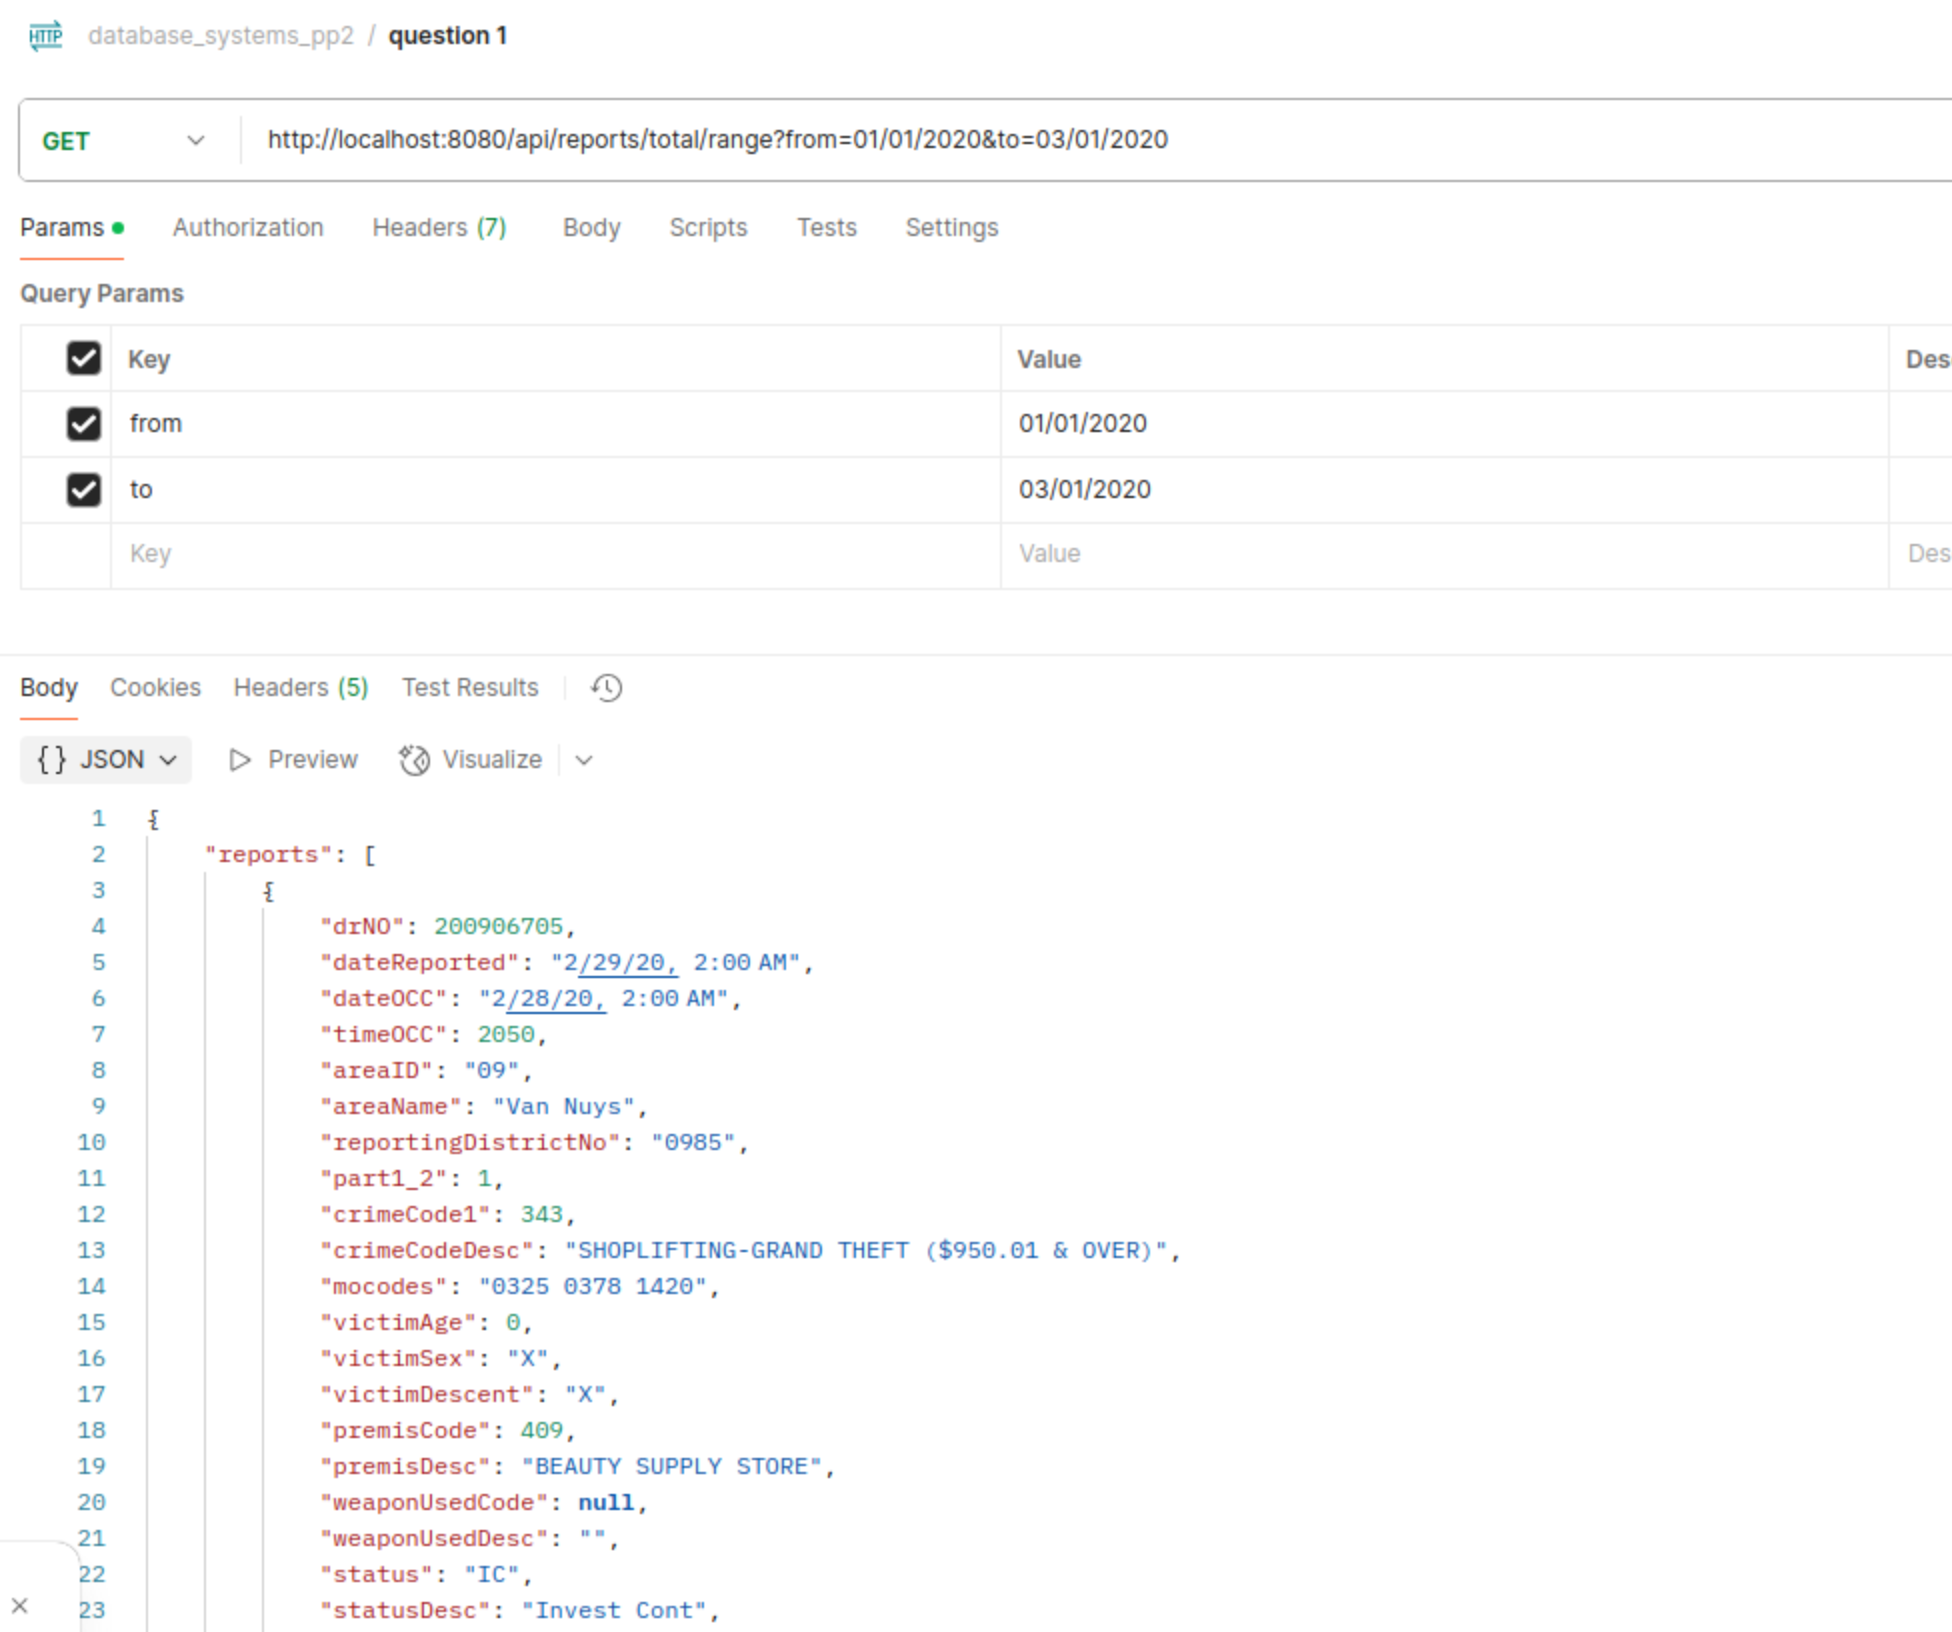 HTTP database_systems_pp2 / question 1
GET http://localhost:8080/api/reports/total/range?from=01/01/2020&to=03/01/2020
Params Authorization Headers (7) Body Scripts Tests Settings
Query Params
Key Value Des
from 01/01/2020
to 03/01/2020
Key Value Des
Body Cookies Headers (5) Test Results
{} JSON Preview Visualize
1 {
2 "reports": [
3 {
4 "drNO": 200906705,
5 "dateReported": "2/29/20, 2:00 AM",
6 "dateOCC": "2/28/20, 2:00 AM",
7 "timeOCC": 2050,
8 "areaID": "09",
9 "areaName": "Van Nuys",
10 "reportingDistrictNo": "0985",
11 "part1_2": 1,
12 "crimeCode1": 343,
13 "crimeCodeDesc": "SHOPLIFTING-GRAND THEFT ($950.01 & OVER)",
14 "mocodes": "0325 0378 1420",
15 "victimAge": 0,
16 "victimSex": "X",
17 "victimDescent": "X",
18 "premisCode": 409,
19 "premisDesc": "BEAUTY SUPPLY STORE",
20 "weaponUsedCode": null,
21 "weaponUsedDesc": "",
22 "status": "IC",
23 "statusDesc": "Invest Cont",